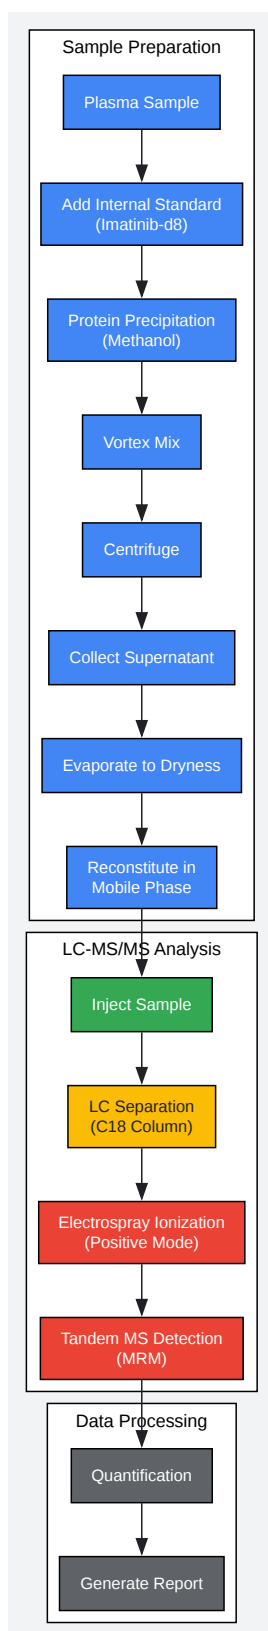 Sample Preparation
Plasma Sample
Add Internal Standard
(Imatinib-d8)
Protein Precipitation
(Methanol)
Vortex Mix
Centrifuge
Collect Supernatant
Evaporate to Dryness
Reconstitute in
Mobile Phase
LC-MS/MS Analysis
Inject Sample
LC Separation
(C18 Column)
Electrospray Ionization
(Positive Mode)
Tandem MS Detection
(MRM)
Data Processing
Quantification
Generate Report